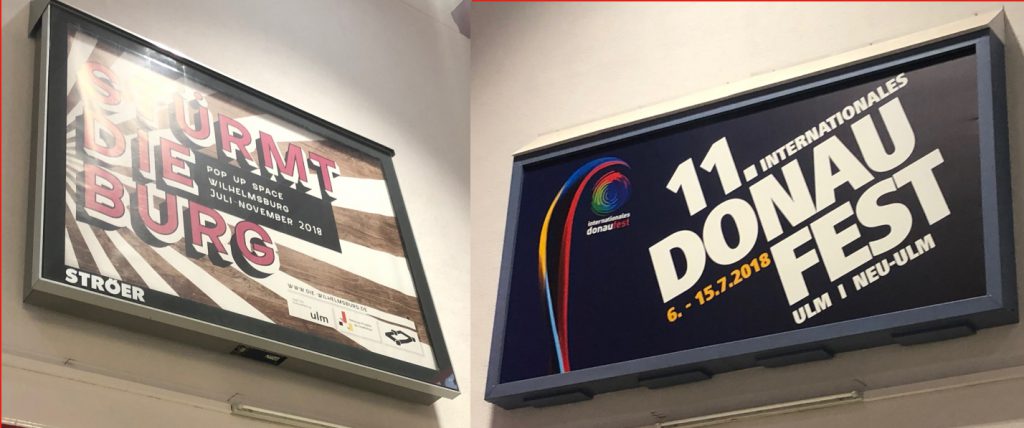 STÜRMT
DIE
BURG
POP UP SPACE
WILHELMSBURG
JULI-NOVEMBER 2018
STRÖER
WWW.DIE-WILHELMSBURG.DE
ulm
11. INTERNATIONALES
DONAU
FEST
6. - 15.7.2018
ULM I NEU-ULM
internationales
donaufest